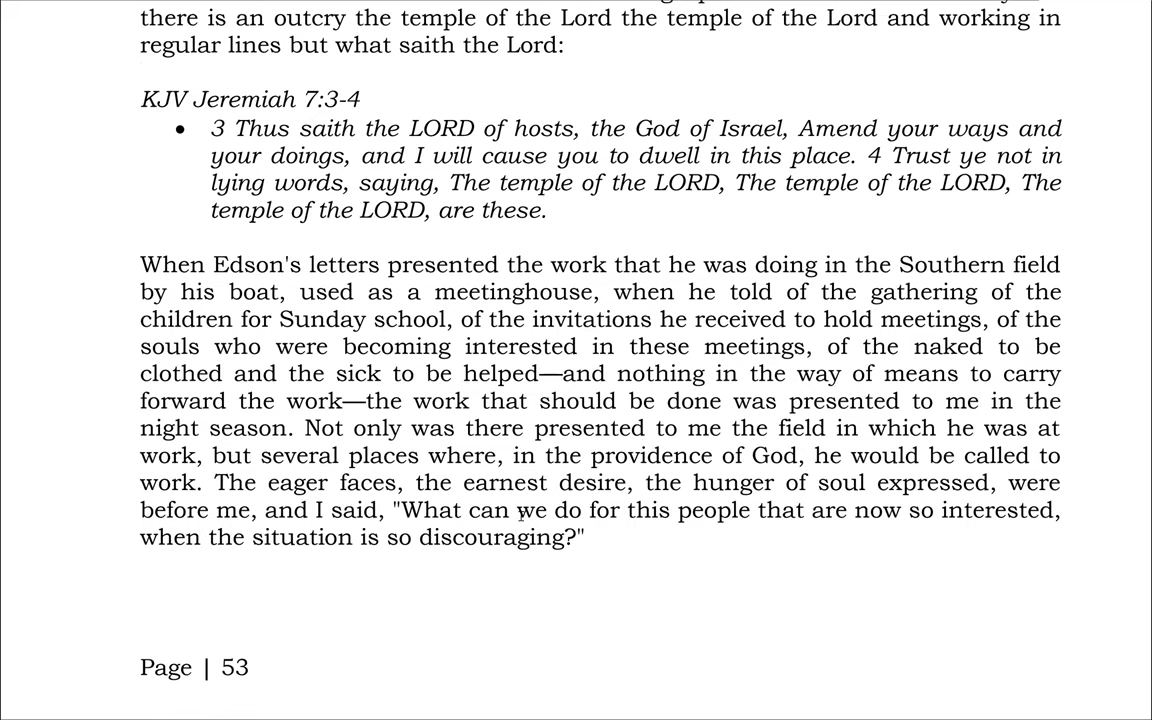 there is an outcry the temple of the Lord the temple of the Lord and working in
regular lines but what saith the Lord:
KJV Jeremiah 7:3-4
• 3 Thus saith the LORD of hosts, the God of Israel, Amend your ways and
your doings, and I will cause you to dwell in this place. 4 Trust ye not in
lying words, saying, The temple of the LORD, The temple of the LORD, The
temple of the LORD, are these.
When Edson's letters presented the work that he was doing in the Southern field
by his boat, used as a meetinghouse, when he told of the gathering of the
children for Sunday school, of the invitations he received to hold meetings, of the
souls who were becoming interested in these meetings, of the naked to be
clothed and the sick to be helped—and nothing in the way of means to carry
forward the work—the work that should be done was presented to me in the
night season. Not only was there presented to me the field in which he was at
work, but several places where, in the providence of God, he would be called to
work. The eager faces, the earnest desire, the hunger of soul expressed, were
before me, and I said, "What can we do for this people that are now so interested,
when the situation is so discouraging?"
Page | 53